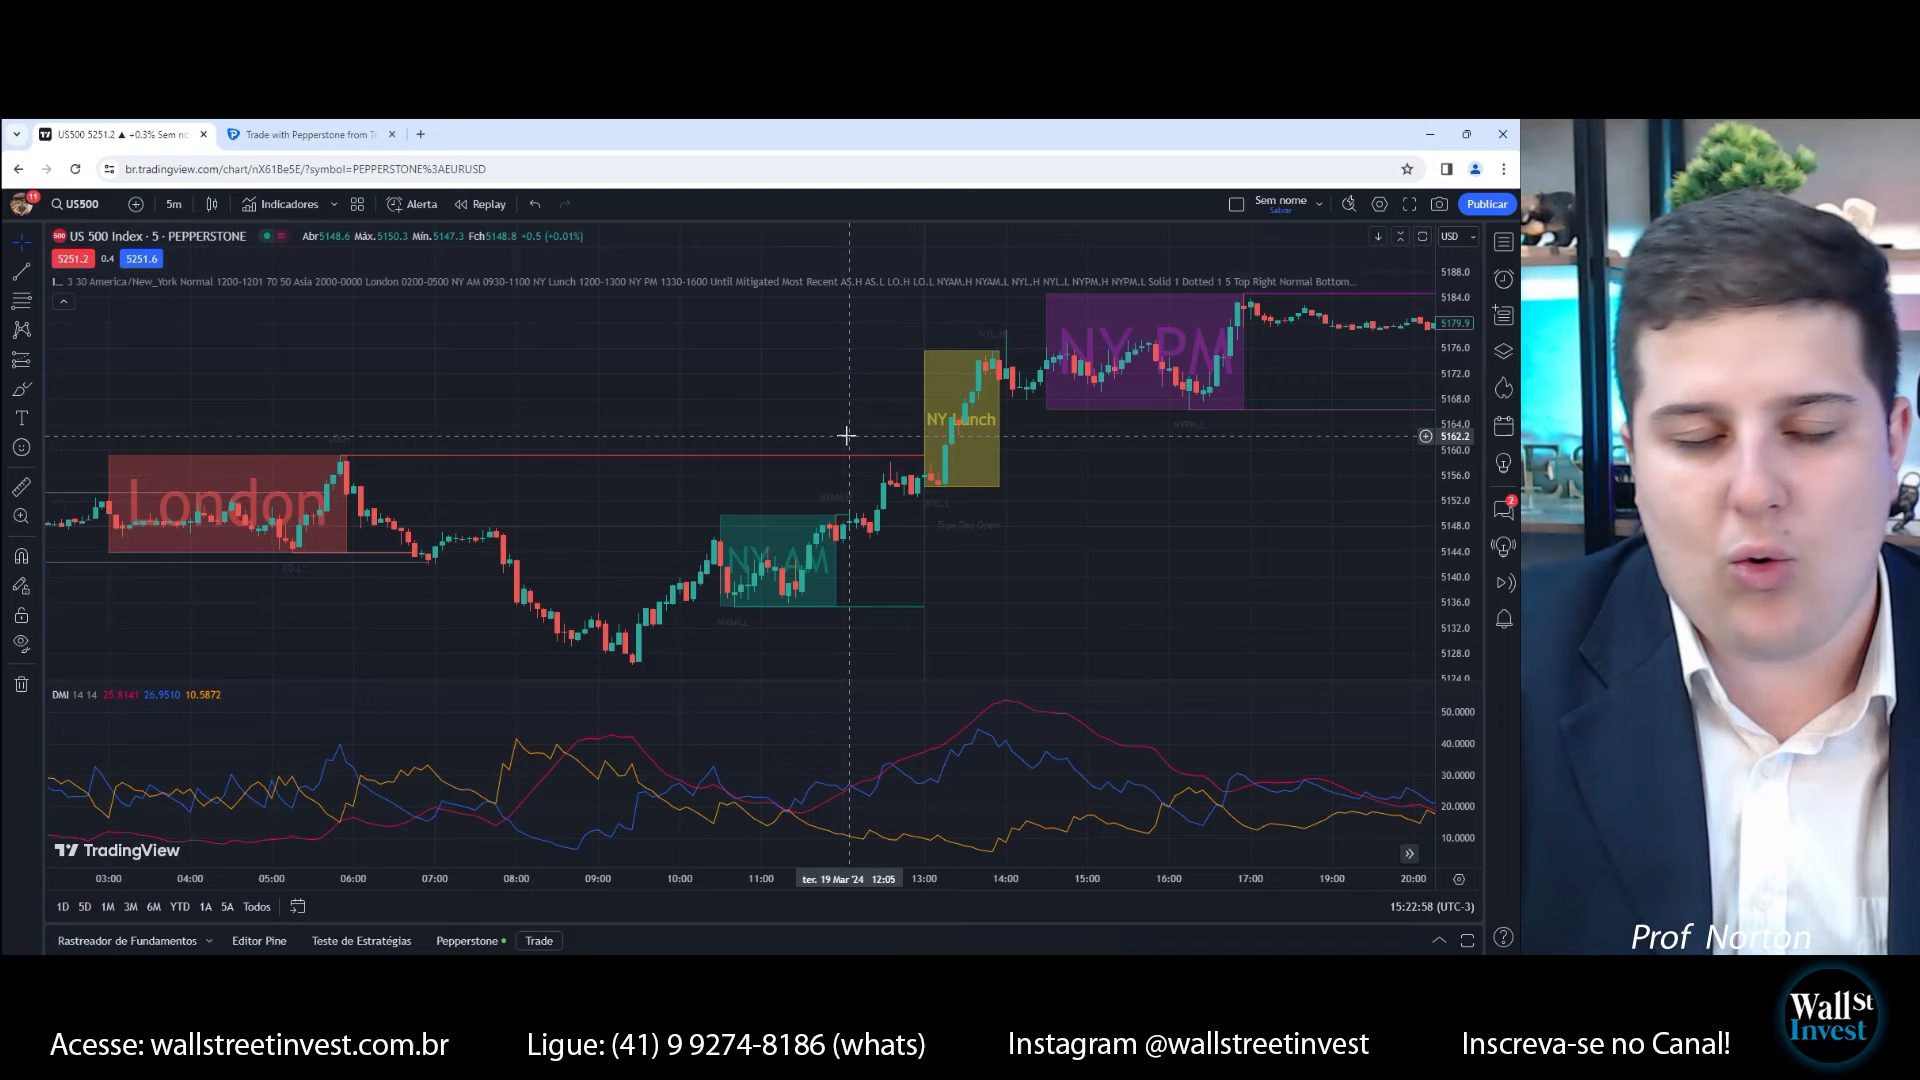 US500 5251.2 ▲ +0.3% Sem no
Trade with Pepperstone from T
br.tradingview.com/chart/nX61Be5E/?symbol=PEPPERSTONE%3AEURUSD
11
US500
5m
Indicadores
Alerta
Replay
Sem nome
Salvar
Publicar
500
US 500 Index · 5 · PEPPERSTONE
Abr5148.6 Máx.5150.3 Mín.5147.3 Fch5148.8 +0.5 (+0.01%)
USD
5251.2
0.4
5251.6
I... 3 30 America/New_York Normal 1200-1201 70 50 Asia 2000-0000 London 0200-0500 NY AM 0930-1100 NY Lunch 1200-1300 NY PM 1330-1600 Until Mitigated Most Recent AS.H AS.L LO.H LO.L NYAM.H NYAM.L NYL.H NYL.L NYPM.H NYPM.L Solid 1 Dotted 1 5 Top Right Normal Bottom...
5188.0
5184.0
5179.9
5176.0
5172.0
5168.0
5164.0
5162.2
5160.0
5156.0
5152.0
5148.0
5144.0
5140.0
5136.0
5132.0
5128.0
5124.0
London
LO.L
NY AM
NYAM.L
NY Lunch
NYL.H
NYL.L
True Day Open
NY PM
NYPM.L
2
DMI 14 14 25.8141 26.9510 10.5872
50.0000
40.0000
30.0000
20.0000
10.0000
TradingView
03:00 04:00 05:00 06:00 07:00 08:00 09:00 10:00 11:00 ter. 19 Mar '24 12:05 13:00 14:00 15:00 16:00 17:00 19:00 20:00
1D 5D 1M 3M 6M YTD 1A 5A Todos
15:22:58 (UTC-3)
Rastreador de Fundamentos
Editor Pine
Teste de Estratégias
Pepperstone
Trade
Prof Norton
Acesse: wallstreetinvest.com.br
Ligue: (41) 9 9274-8186 (whats)
Instagram @wallstreetinvest
Inscreva-se no Canal!
Wall St
Invest